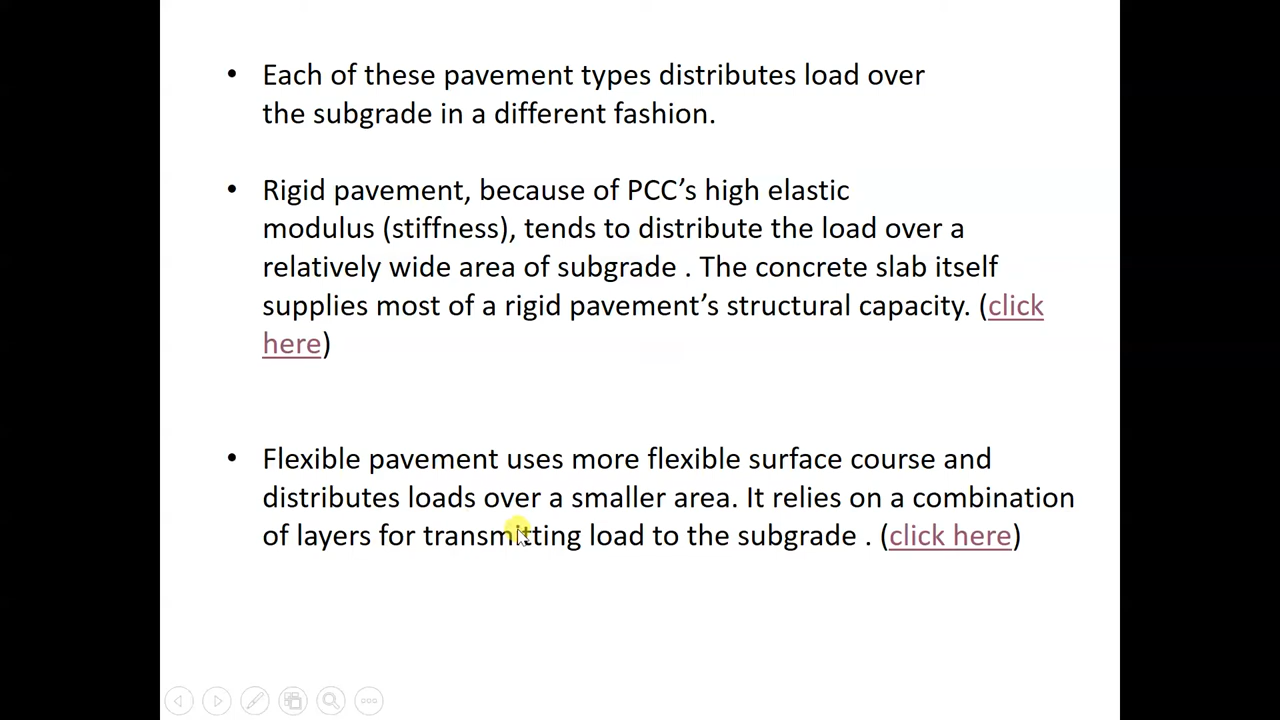 • Each of these pavement types distributes load over
the subgrade in a different fashion.
• Rigid pavement, because of PCC’s high elastic
modulus (stiffness), tends to distribute the load over a
relatively wide area of subgrade . The concrete slab itself
supplies most of a rigid pavement’s structural capacity. (click
here)
• Flexible pavement uses more flexible surface course and
distributes loads over a smaller area. It relies on a combination
of layers for transmitting load to the subgrade . (click here)